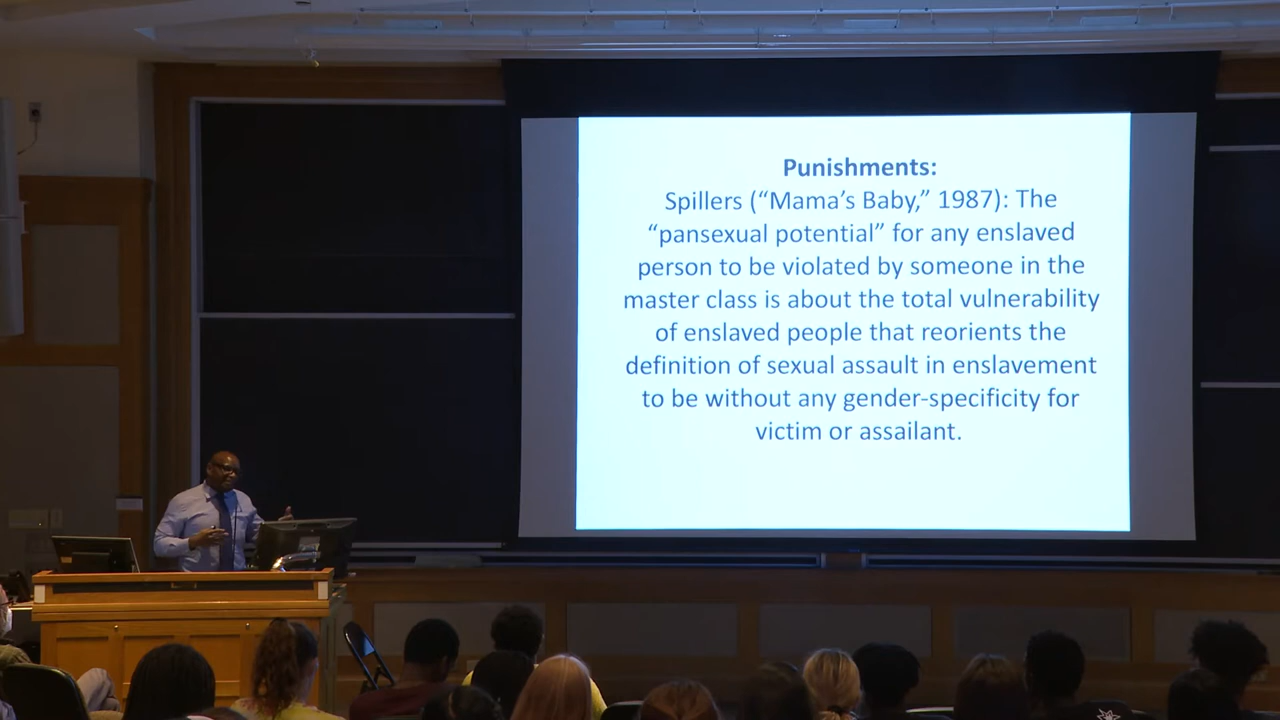 Punishments:
Spillers (“Mama’s Baby,” 1987): The
“pansexual potential” for any enslaved
person to be violated by someone in the
master class is about the total vulnerability
of enslaved people that reorients the
definition of sexual assault in enslavement
to be without any gender-specificity for
victim or assailant.